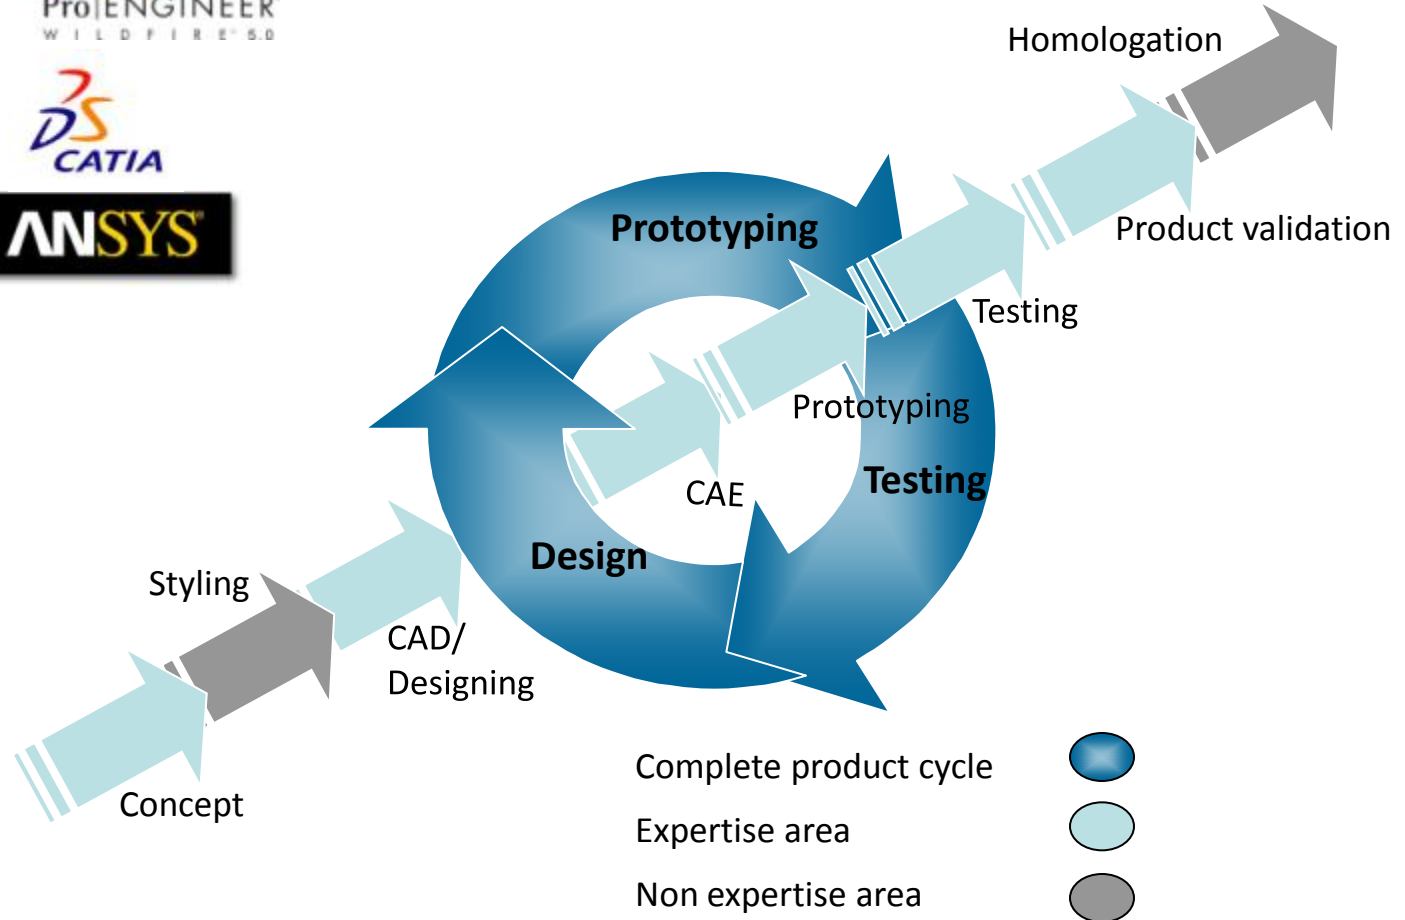 Pro|ENGINEER
WILDFIRE 5.0
DS
CATIA
ANSYS
Homologation
Prototyping
Product validation
Testing
Prototyping
Testing
CAE
Design
Styling
CAD/
Designing
Concept
Complete product cycle
Expertise area
Non expertise area